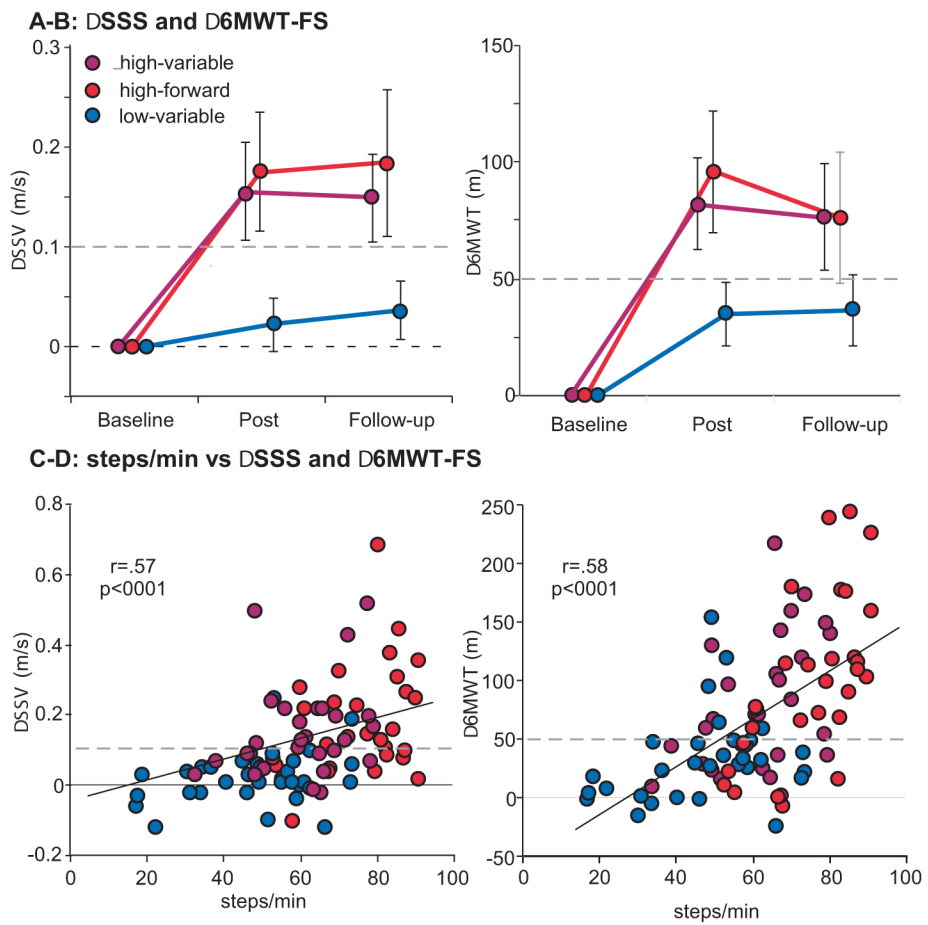 A-B: DSSS and D6MWT-FS
high-variable
high-forward
low-variable
DSSV (m/s)
0.3
0.2
0.1
0
Baseline Post Follow-up
D6MWT (m)
150
100
50
0
Baseline Post Follow-up
C-D: steps/min vs DSSS and D6MWT-FS
DSSV (m/s)
0.8
0.6
0.4
0.2
0
-0.2
r=.57
p<0001
0 20 40 60 80 100
steps/min
D6MWT (m)
250
200
150
100
50
0
-50
r=.58
p<0001
0 20 40 60 80 100
steps/min